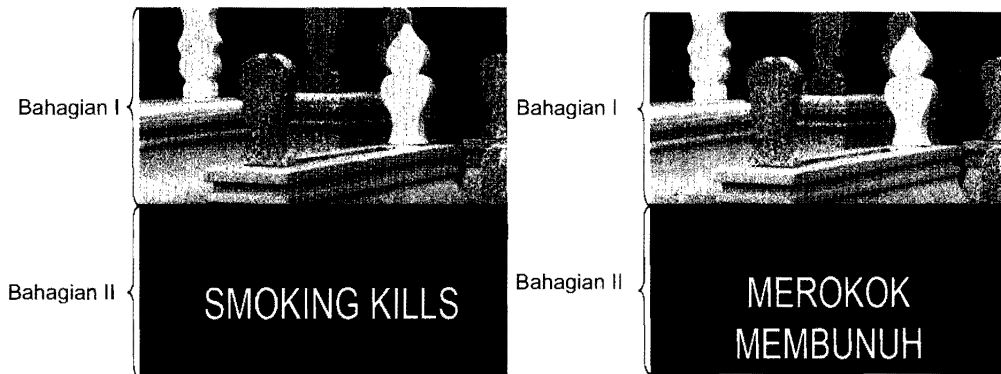 Bahagian I
Bahagian II
SMOKING KILLS
Bahagian I
Bahagian II
MEROKOK
MEMBUNUH